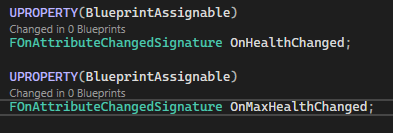 UPROPERTY(BlueprintAssignable)
Changed in 0 Blueprints
FOnAttributeChangedSignature OnHealthChanged;
UPROPERTY(BlueprintAssignable)
Changed in 0 Blueprints
FOnAttributeChangedSignature OnMaxHealthChanged;